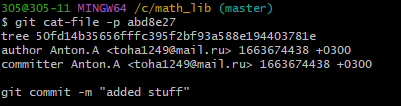 305@305-11 MINGW64 /c/math_lib (master)
$ git cat-file -p abd8e27
tree 50fd14b35656fffc395f2bf93a588e194403781e
author Anton.A <toha1249@mail.ru> 1663674438 +0300
committer Anton.A <toha1249@mail.ru> 1663674438 +0300
git commit -m "added stuff"